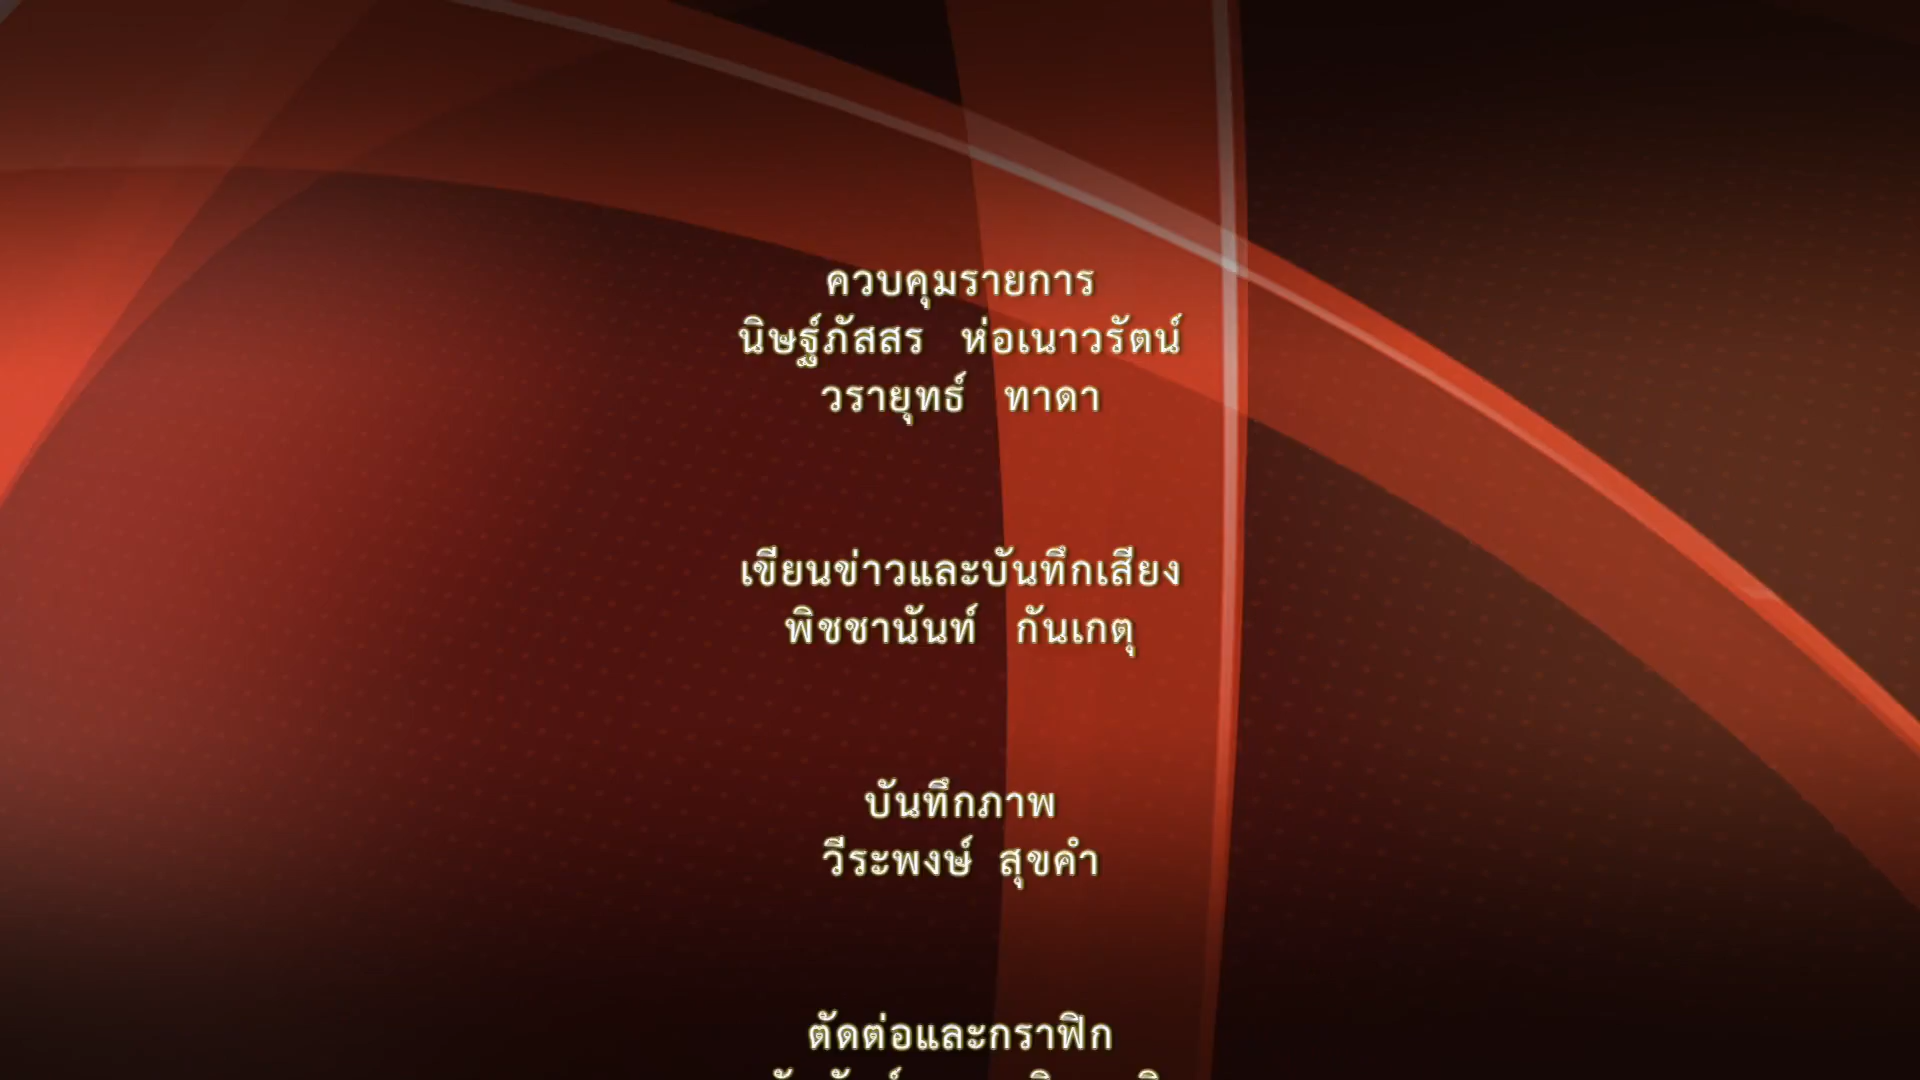 ควบคุมรายการ
นิษฐ์ภัสสร ห่อเนาวรัตน์
วรายุทธ์ ทาดา
เขียนข่าวและบันทึกเสียง
พิชชานันท์ กันเกตุ
บันทึกภาพ
วีระพงษ์ สุขคำ
ตัดต่อและกราฟิก